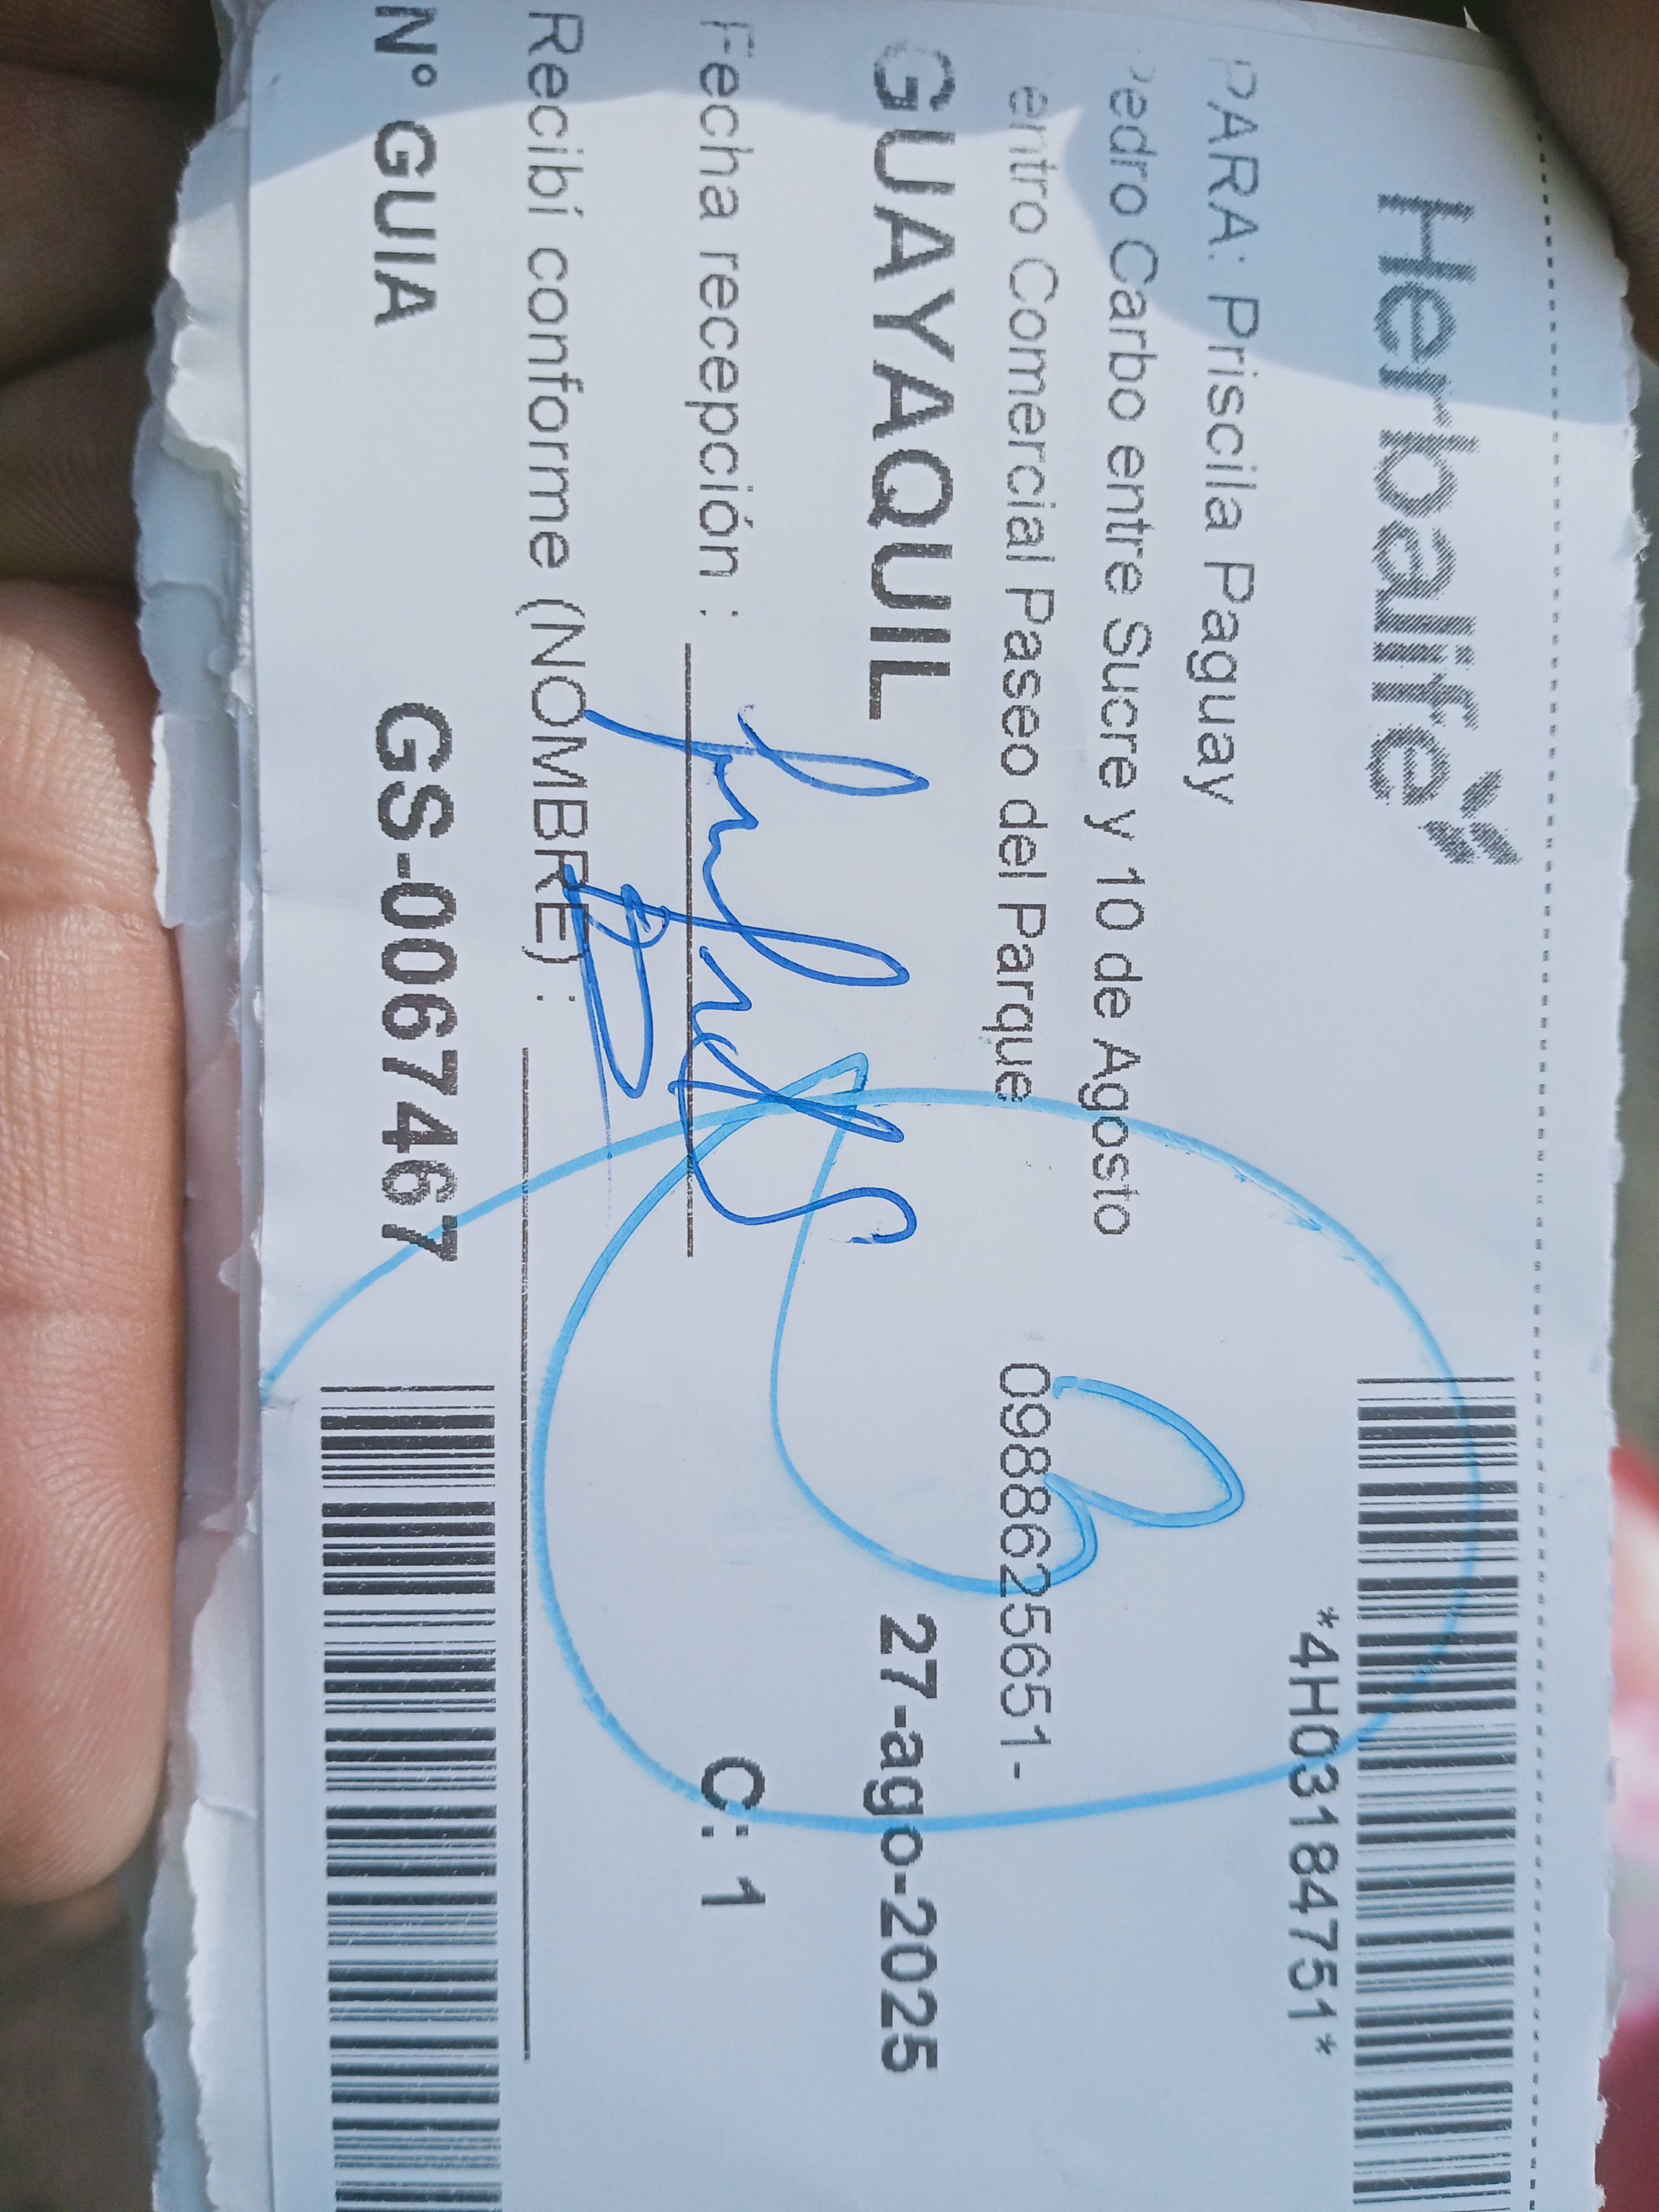 Herbalife
*4H03184751*
PARA: Priscila Paguay
Pedro Carbo entre Sucre y 10 de Agosto
entro Comercial Paseo del Parque 0988625651-
GUAYAQUIL 27-ago-2025
Fecha recepción : C: 1
Recibí conforme (NOMBRE) :
N° GUIA GS-0067467